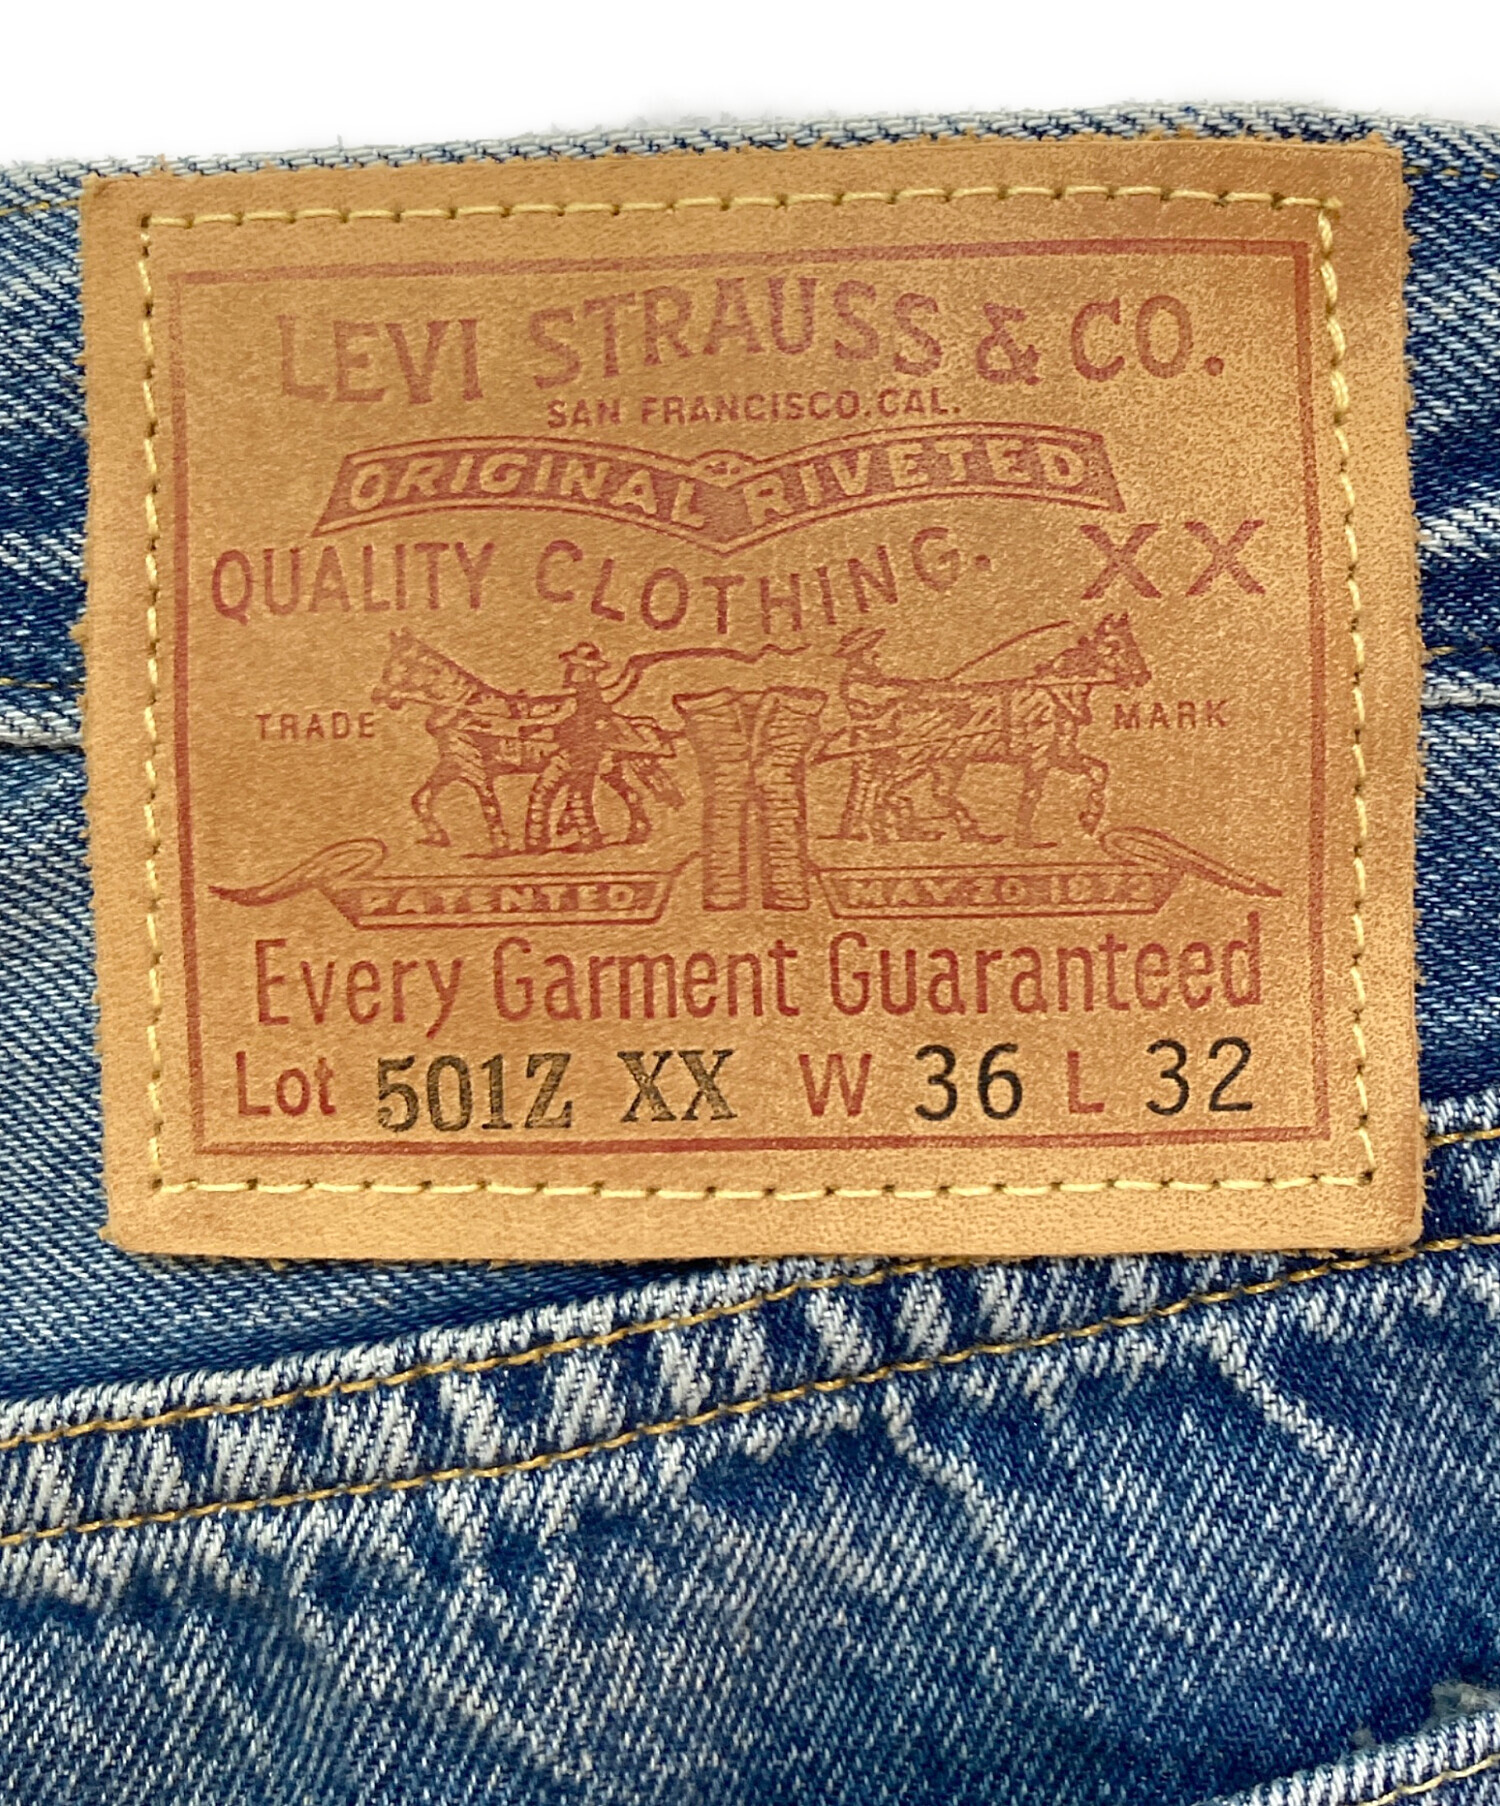 LEVI STRAUSS & CO.
SAN FRANCISCO. CAL.
ORIGINAL RIVETED
QUALITY CLOTHING. XX
TRADE MARK
PATENTED MAY 20 1873
Every Garment Guaranteed
Lot 501Z XX W 36 L 32